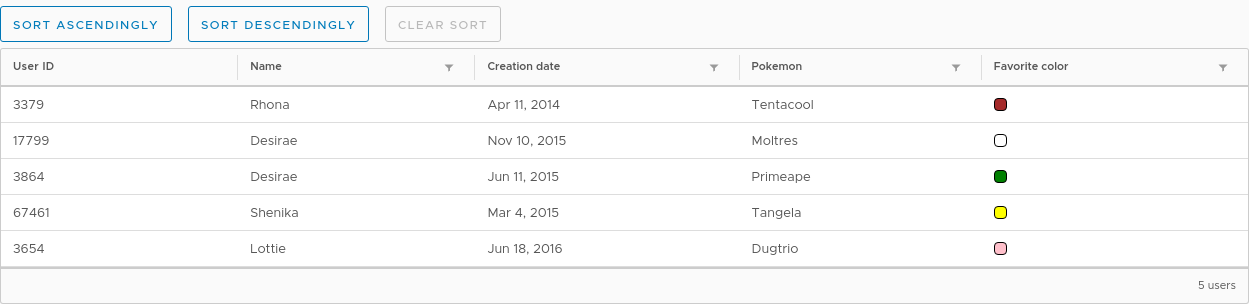 SORT ASCENDINGLY SORT DESCENDINGLY CLEAR SORT
User ID Name Creation date Pokemon Favorite color
3379 Rhona Apr 11, 2014 Tentacool
17799 Desirae Nov 10, 2015 Moltres
3864 Desirae Jun 11, 2015 Primeape
67461 Shenika Mar 4, 2015 Tangela
3654 Lottie Jun 18, 2016 Dugtrio
5 users